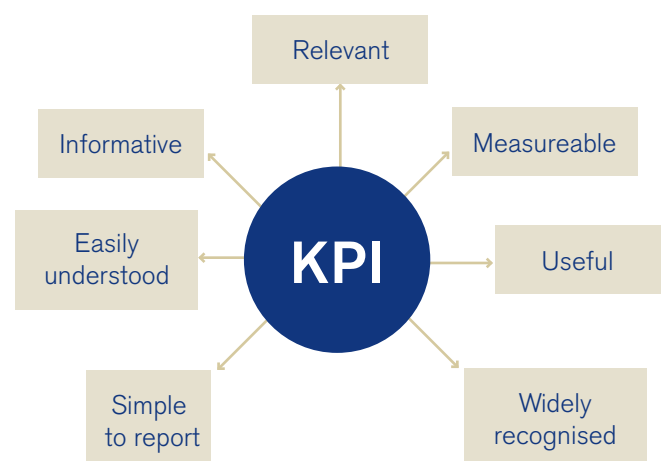 Relevant
Informative
Measureable
Easily
understood
KPI
Useful
Simple
to report
Widely
recognised